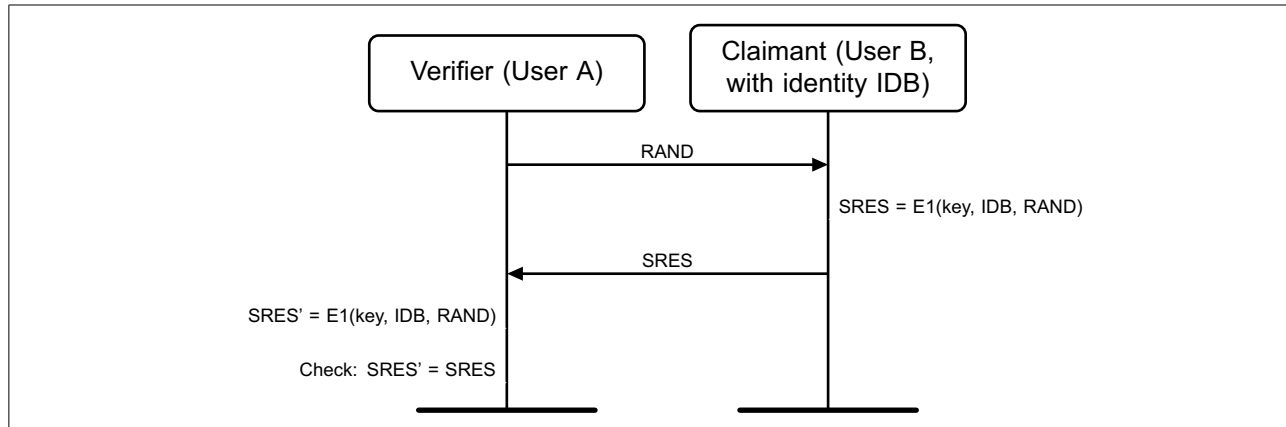 Verifier (User A)
Claimant (User B,
with identity IDB)
RAND
SRES = E1(key, IDB, RAND)
SRES
SRES’ = E1(key, IDB, RAND)
Check: SRES’ = SRES